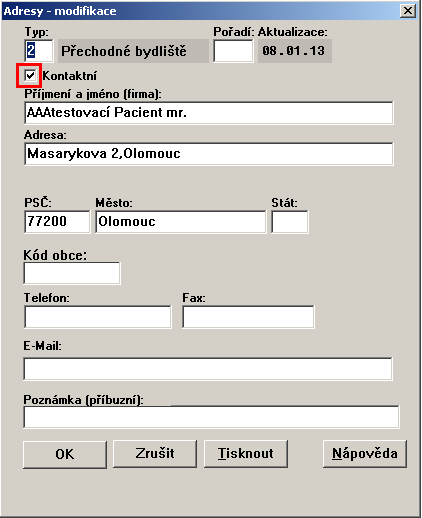 Adresy - modifikace
Typ: Pořadí: Aktualizace:
2 Přechodné bydliště 08.01.13
Kontaktní
Příjmení a jméno (firma):
AAAtestovací Pacient mr.
Adresa:
Masarykova 2,Olomouc
PSČ: Město: Stát:
77200 Olomouc
Kód obce:
Telefon: Fax:
E-Mail:
Poznámka (příbuzní):
OK Zrušit Tisknout Nápověda